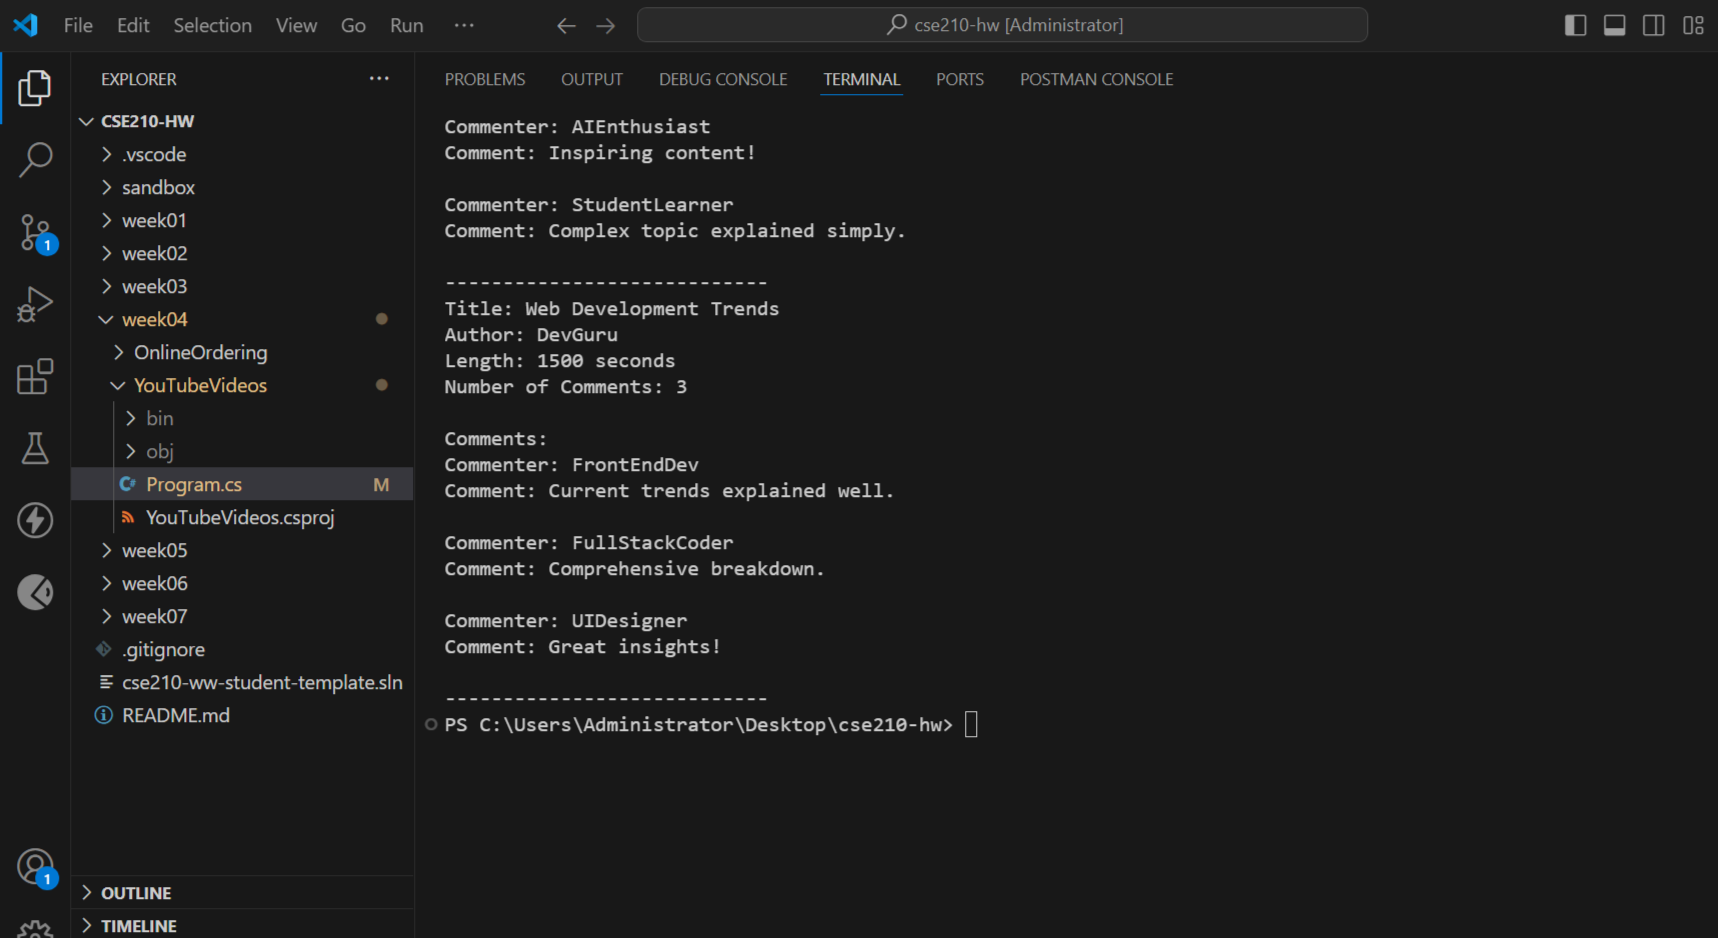 File Edit Selection View Go Run ···
cse210-hw [Administrator]
EXPLORER ···
CSE210-HW
.vscode
sandbox
week01
week02
week03
week04
OnlineOrdering
YouTubeVideos
bin
obj
C# Program.cs M
YouTubeVideos.csproj
week05
week06
week07
.gitignore
cse210-ww-student-template.sln
README.md
OUTLINE
TIMELINE
1
1
PROBLEMS OUTPUT DEBUG CONSOLE TERMINAL PORTS POSTMAN CONSOLE
Commenter: AIEnthusiast
Comment: Inspiring content!
Commenter: StudentLearner
Comment: Complex topic explained simply.
----------------------------
Title: Web Development Trends
Author: DevGuru
Length: 1500 seconds
Number of Comments: 3
Comments:
Commenter: FrontEndDev
Comment: Current trends explained well.
Commenter: FullStackCoder
Comment: Comprehensive breakdown.
Commenter: UIDesigner
Comment: Great insights!
----------------------------
PS C:\Users\Administrator\Desktop\cse210-hw>